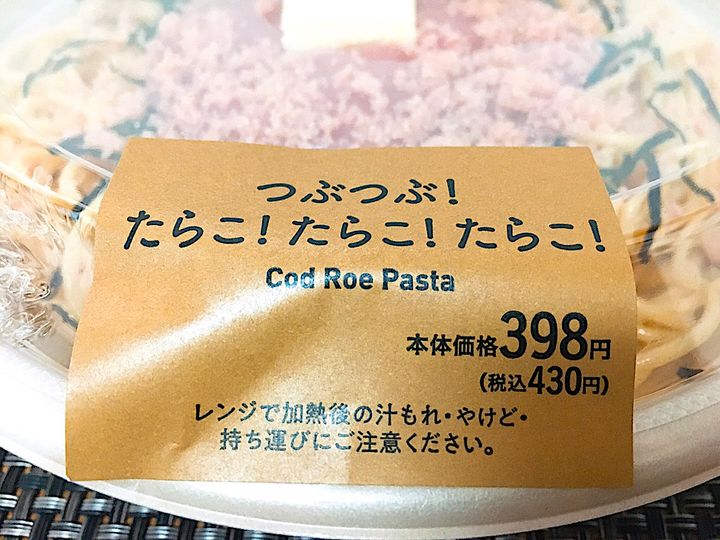 つぶつぶ!
たらこ!たらこ!たらこ!
Cod Roe Pasta
本体価格398円
(税込430円)
レンジで加熱後の汁もれ・やけど・
持ち運びにご注意ください。